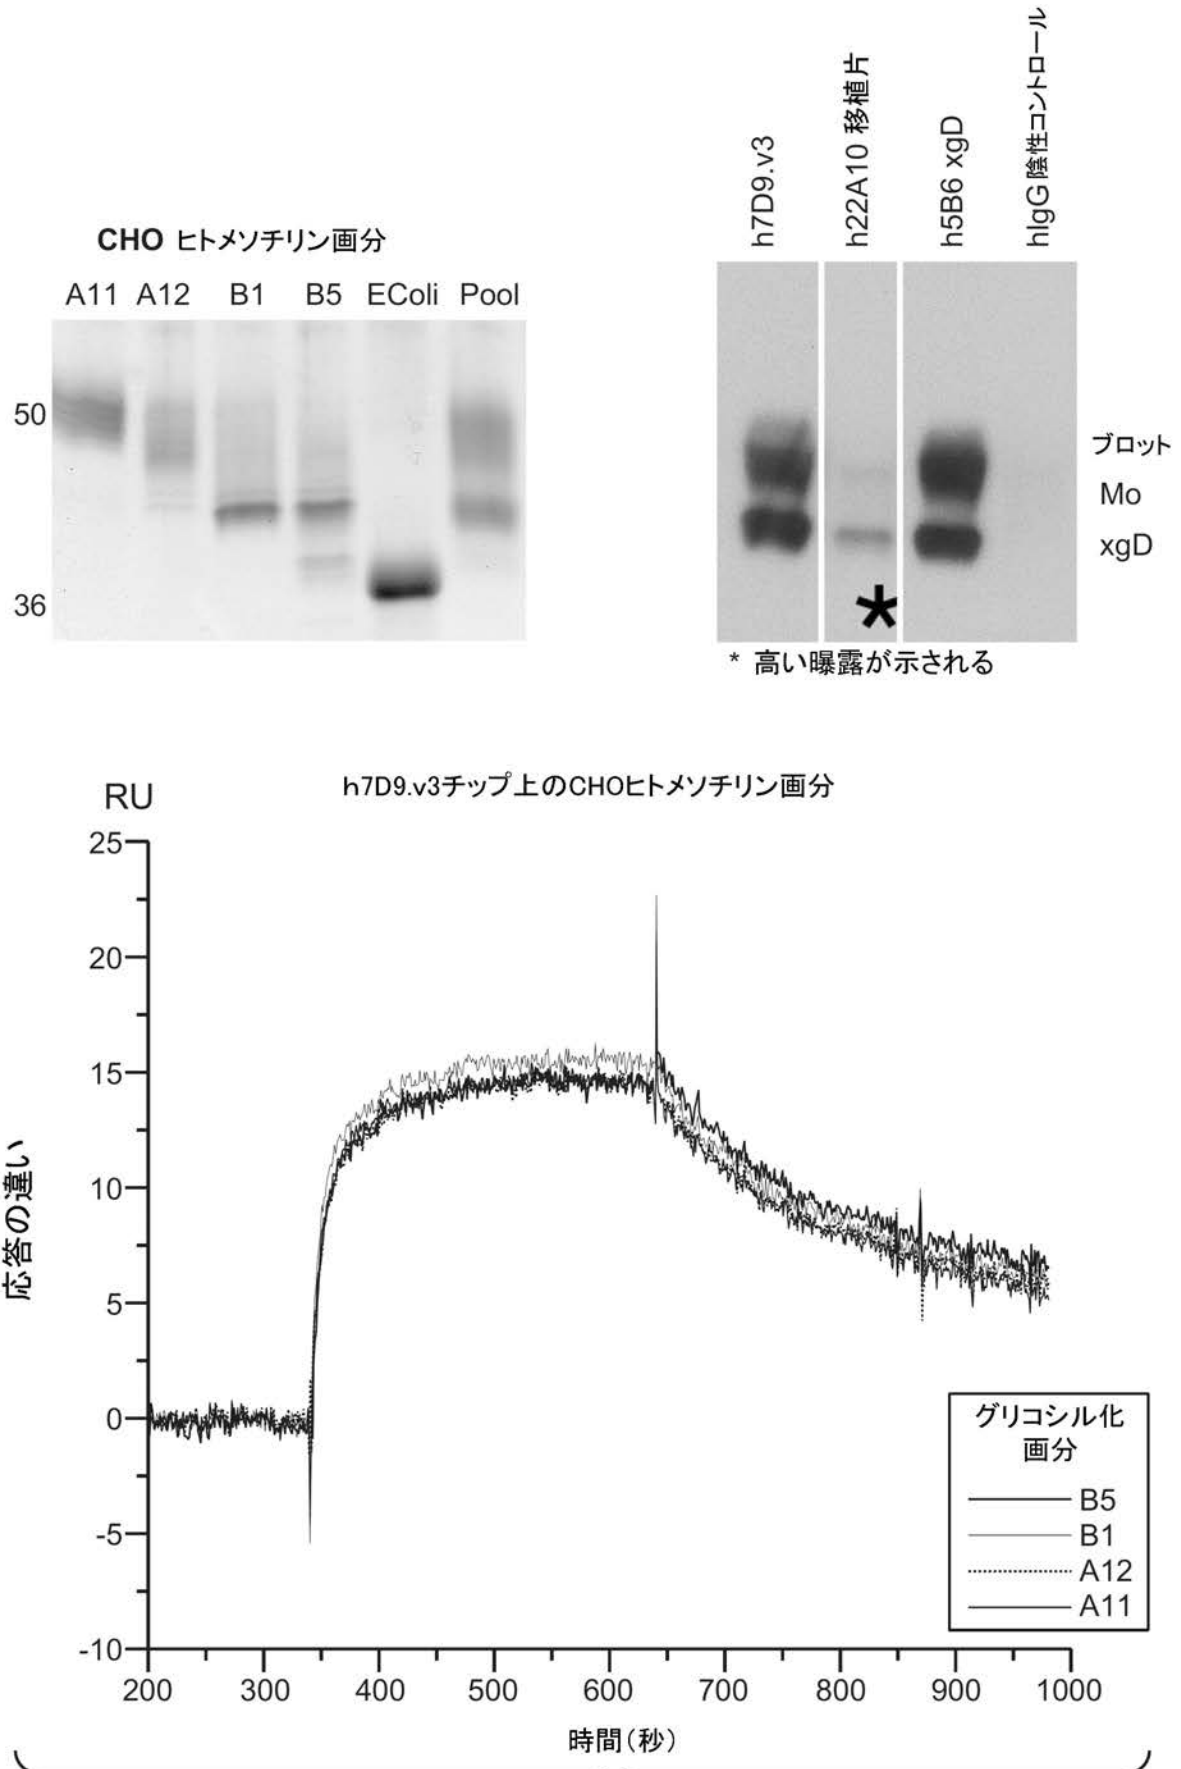 CHO ヒトメソチリン画分
A11 A12 B1 B5 EColi Pool
50
36
h7D9.v3
h22A10 移植片
h5B6 xgD
hIgG 陰性コントロール
ブロット
Mo
xgD
*
* 高い曝露が示される
h7D9.v3チップ上のCHOヒトメソチリン画分
RU
25
20
15
10
5
0
-5
-10
応答の違い
200 300 400 500 600 700 800 900 1000
時間(秒)
グリコシル化
画分
B5
B1
A12
A11